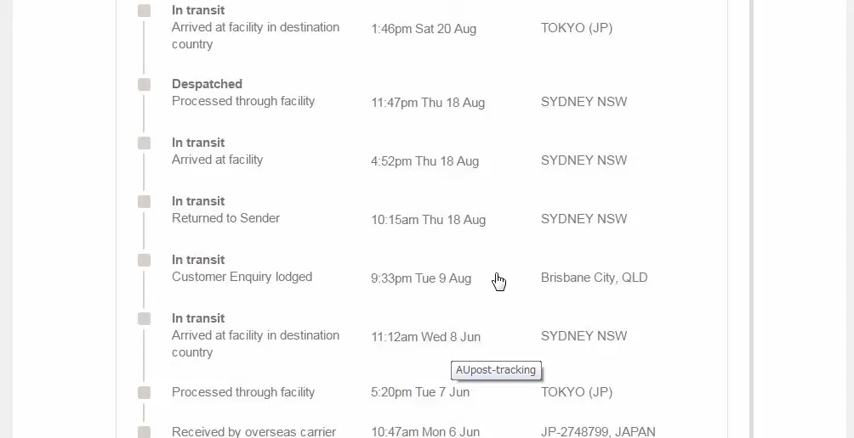 In transit
Arrived at facility in destination 1:46pm Sat 20 Aug TOKYO (JP)
country
Despatched
Processed through facility 11:47pm Thu 18 Aug SYDNEY NSW
In transit
Arrived at facility 4:52pm Thu 18 Aug SYDNEY NSW
In transit
Returned to Sender 10:15am Thu 18 Aug SYDNEY NSW
In transit
Customer Enquiry lodged 9:33pm Tue 9 Aug Brisbane City, QLD
In transit
Arrived at facility in destination 11:12am Wed 8 Jun SYDNEY NSW
country
AUpost-tracking
Processed through facility 5:20pm Tue 7 Jun TOKYO (JP)
Received by overseas carrier 10:47am Mon 6 Jun JP-2748799, JAPAN